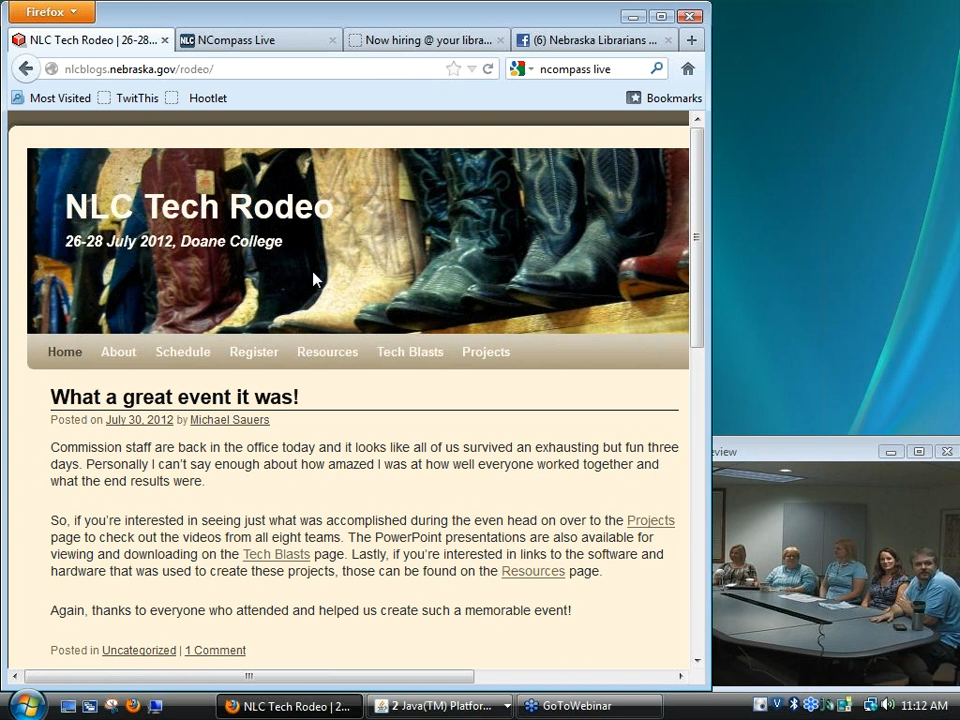 Firefox
NLC Tech Rodeo | 26-28...
NCompass Live
Now hiring @ your libra...
(6) Nebraska Librarians ...
nlcblogs.nebraska.gov/rodeo/
ncompass live
Most Visited
TwitThis
Hootlet
Bookmarks
NLC Tech Rodeo
26-28 July 2012, Doane College
Home About Schedule Register Resources Tech Blasts Projects
What a great event it was!
Posted on July 30, 2012 by Michael Sauers
Commission staff are back in the office today and it looks like all of us survived an exhausting but fun three
days. Personally I can't say enough about how amazed I was at how well everyone worked together and
what the end results were.
So, if you're interested in seeing just what was accomplished during the even head on over to the Projects
page to check out the videos from all eight teams. The PowerPoint presentations are also available for
viewing and downloading on the Tech Blasts page. Lastly, if you're interested in links to the software and
hardware that was used to create these projects, those can be found on the Resources page.
Again, thanks to everyone who attended and helped us create such a memorable event!
Posted in Uncategorized | 1 Comment
eview
NLC Tech Rodeo | 2...
2 Java(TM) Platfor...
GoToWebinar
11:12 AM